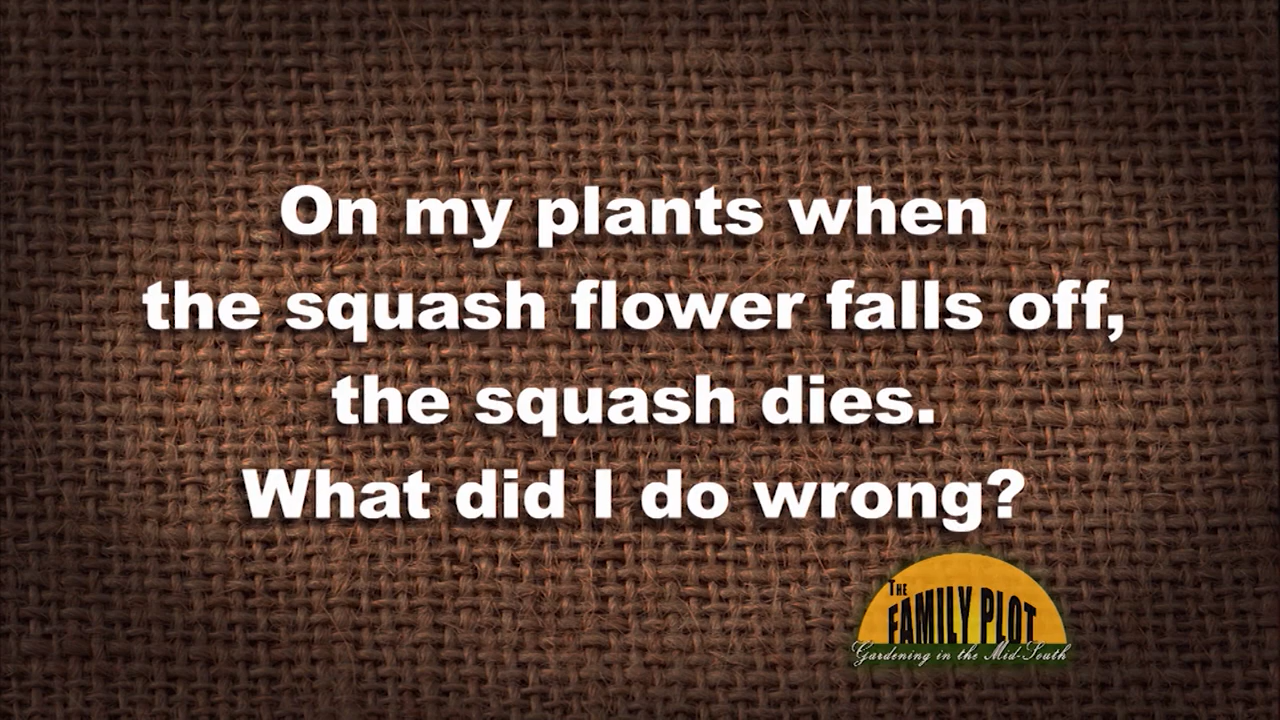 On my plants when
the squash flower falls off,
the squash dies.
What did I do wrong?
THE
FAMILY PLOT
Gardening in the Mid-South